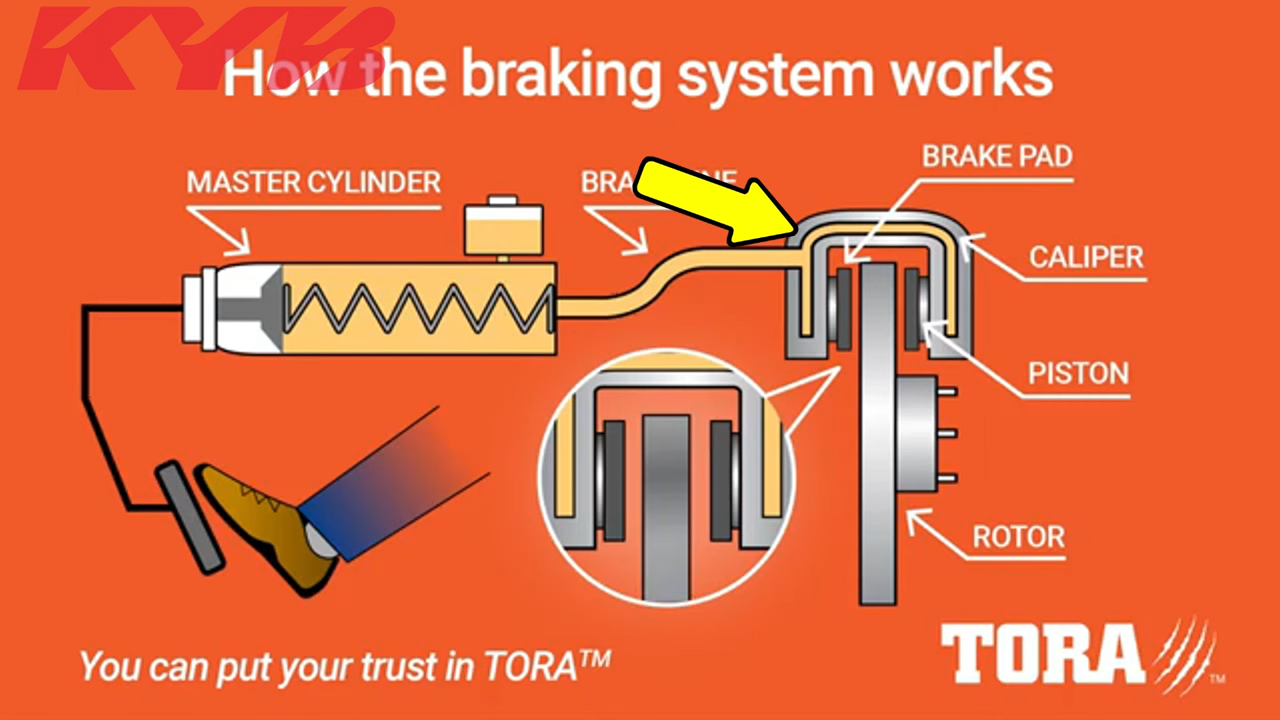 KYB
How the braking system works
BRAKE PAD
MASTER CYLINDER
CALIPER
PISTON
ROTOR
TORA
TM
You can put your trust in TORA™